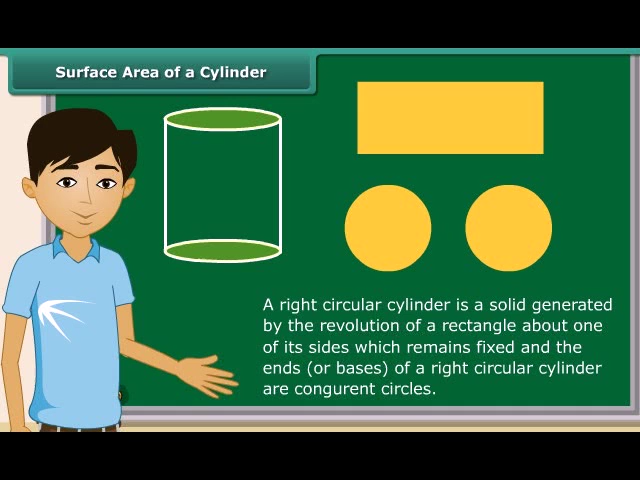 Surface Area of a Cylinder
A right circular cylinder is a solid generated
by the revolution of a rectangle about one
of its sides which remains fixed and the
ends (or bases) of a right circular cylinder
are congurent circles.